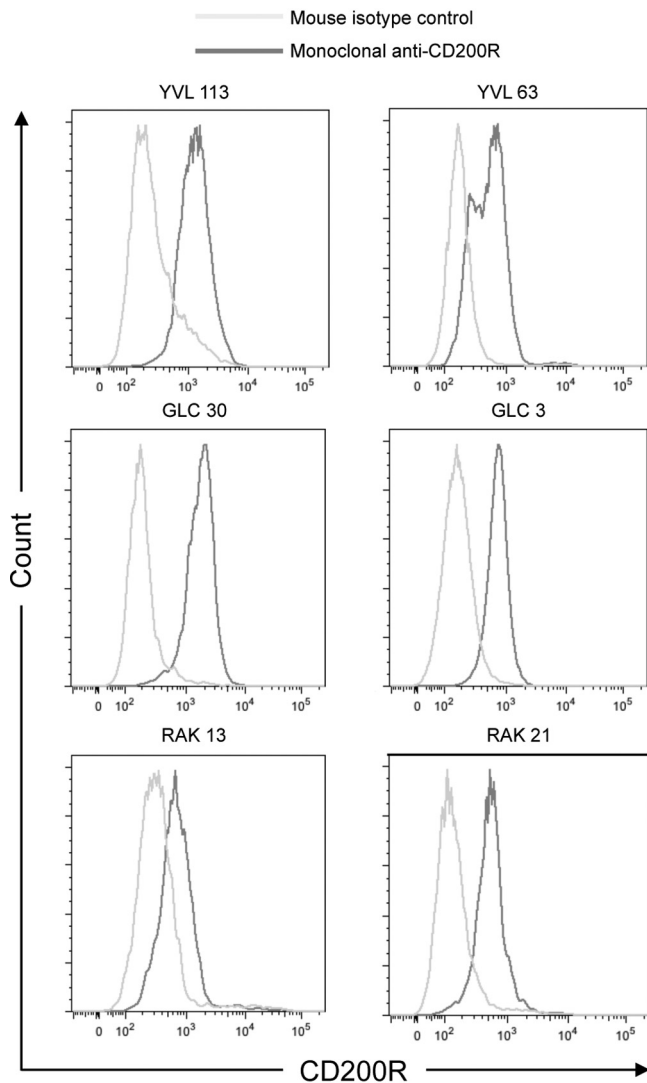 Mouse isotype control
Monoclonal anti-CD200R
YVL 113
YVL 63
0 10² 10³ 10⁴ 10⁵
0 10² 10³ 10⁴ 10⁵
GLC 30
GLC 3
0 10² 10³ 10⁴ 10⁵
0 10² 10³ 10⁴ 10⁵
RAK 13
RAK 21
0 10² 10³ 10⁴ 10⁵
0 10² 10³ 10⁴ 10⁵
Count
CD200R